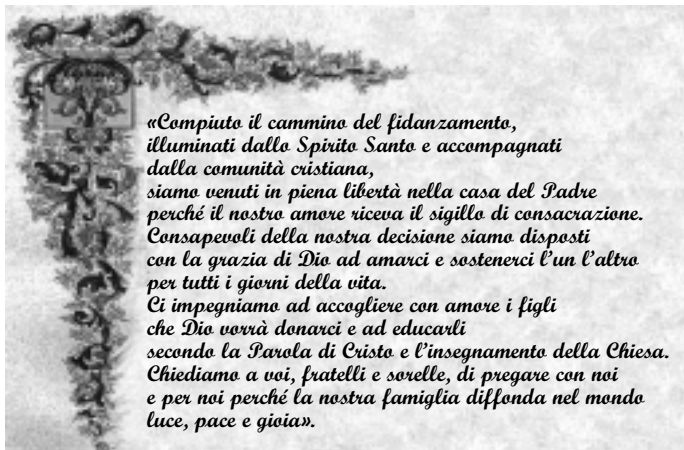 «Compiuto il cammino del fidanzamento,
illuminati dallo Spirito Santo e accompagnati
dalla comunità cristiana,
siamo venuti in piena libertà nella casa del Padre
perché il nostro amore riceva il sigillo di consacrazione.
Consapevoli della nostra decisione siamo disposti
con la grazia di Dio ad amarci e sostenerci l'un l'altro
per tutti i giorni della vita.
Ci impegniamo ad accogliere con amore i figli
che Dio vorrà donarci e ad educarli
secondo la Parola di Cristo e l'insegnamento della Chiesa.
Chiediamo a voi, fratelli e sorelle, di pregare con noi
e per noi perché la nostra famiglia diffonda nel mondo
luce, pace e gioia».